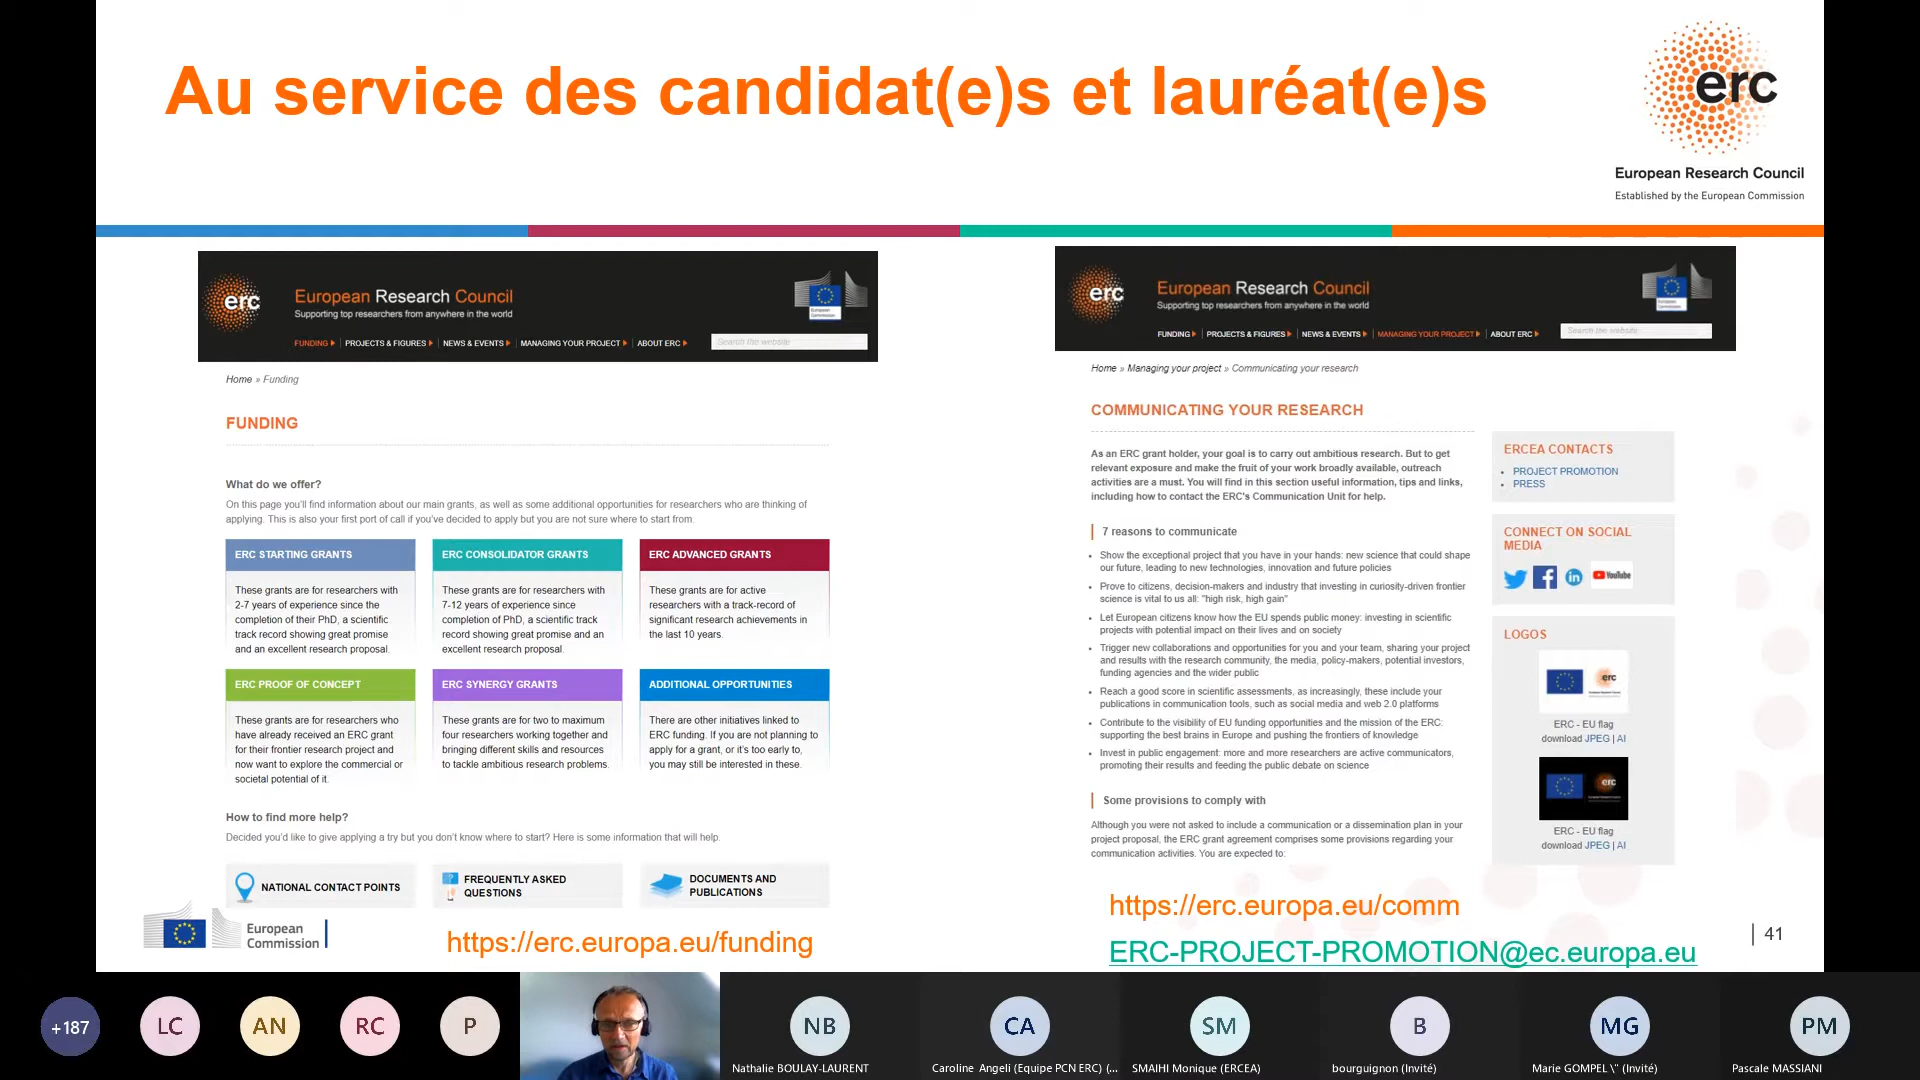 Au service des candidat(e)s et lauréat(e)s
erc
European Research Council
Established by the European Commission
erc
European Research Council
Supporting top researchers from anywhere in the world
European Commission
FUNDING
PROJECTS & FIGURES
NEWS & EVENTS
MANAGING YOUR PROJECT
ABOUT ERC
Search the website
Home » Funding
FUNDING
What do we offer?
On this page you'll find information about our main grants, as well as some additional opportunities for researchers who are thinking of
applying. This is also your first port of call if you've decided to apply but you are not sure where to start from.
ERC STARTING GRANTS
These grants are for researchers with
2-7 years of experience since the
completion of their PhD, a scientific
track record showing great promise
and an excellent research proposal.
ERC CONSOLIDATOR GRANTS
These grants are for researchers with
7-12 years of experience since
completion of PhD, a scientific track
record showing great promise and an
excellent research proposal.
ERC ADVANCED GRANTS
These grants are for active
researchers with a track-record of
significant research achievements in
the last 10 years.
ERC PROOF OF CONCEPT
These grants are for researchers who
have already received an ERC grant
for their frontier research project and
now want to explore the commercial or
societal potential of it.
ERC SYNERGY GRANTS
These grants are for two to maximum
four researchers working together and
bringing different skills and resources
to tackle ambitious research problems.
ADDITIONAL OPPORTUNITIES
There are other initiatives linked to
ERC funding. If you are not planning to
apply for a grant, or it's too early to,
you may still be interested in these.
How to find more help?
Decided you'd like to give applying a try but you don't know where to start? Here is some information that will help.
NATIONAL CONTACT POINTS
FREQUENTLY ASKED
QUESTIONS
DOCUMENTS AND
PUBLICATIONS
European
Commission
https://erc.europa.eu/funding
erc
European Research Council
Supporting top researchers from anywhere in the world
European Commission
FUNDING
PROJECTS & FIGURES
NEWS & EVENTS
MANAGING YOUR PROJECT
ABOUT ERC
Search the website
Home » Managing your project » Communicating your research
COMMUNICATING YOUR RESEARCH
As an ERC grant holder, your goal is to carry out ambitious research. But to get
relevant exposure and make the fruit of your work broadly available, outreach
activities are a must. You will find in this section useful information, tips and links,
including how to contact the ERC's Communication Unit for help.
7 reasons to communicate
• Show the exceptional project that you have in your hands: new science that could shape
our future, leading to new technologies, innovation and future policies
• Prove to citizens, decision-makers and industry that investing in curiosity-driven frontier
science is vital to us all: "high risk, high gain"
• Let European citizens know how the EU spends public money: investing in scientific
projects with potential impact on their lives and on society
• Trigger new collaborations and opportunities for you and your team, sharing your project
and results with the research community, the media, policy-makers, potential investors,
funding agencies and the wider public
• Reach a good score in scientific assessments, as increasingly, these include your
publications in communication tools, such as social media and web 2.0 platforms
• Contribute to the visibility of EU funding opportunities and the mission of the ERC:
supporting the best brains in Europe and pushing the frontiers of knowledge
• Invest in public engagement: more and more researchers are active communicators,
promoting their results and feeding the public debate on science
Some provisions to comply with
Although you were not asked to include a communication or a dissemination plan in your
project proposal, the ERC grant agreement comprises some provisions regarding your
communication activities. You are expected to:
ERCEA CONTACTS
• PROJECT PROMOTION
• PRESS
CONNECT ON SOCIAL
MEDIA
YouTube
LOGOS
erc
ERC - EU flag
download JPEG | AI
erc
ERC - EU flag
download JPEG | AI
https://erc.europa.eu/comm
ERC-PROJECT-PROMOTION@ec.europa.eu
| 41
+187
LC
AN
RC
P
NB
Nathalie BOULAY-LAURENT
CA
Caroline Angeli (Equipe PCN ERC) (...
SM
SMAIHI Monique (ERCEA)
B
bourguignon (Invité)
MG
Marie GOMPEL \" (Invité)
PM
Pascale MASSIANI